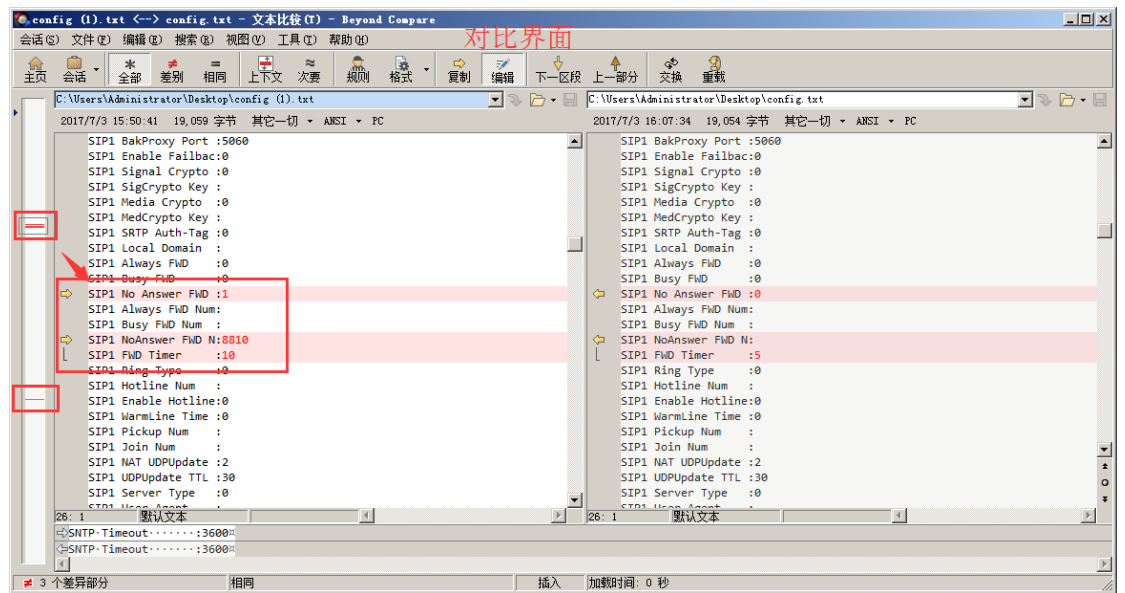 config (1).txt <--> config.txt - 文本比较(T) - Beyond Compare
会话(S) 文件(F) 编辑(E) 搜索(R) 视图(V) 工具(T) 帮助(H)
对比界面
主页 会话 全部 差别 相同 上下文 次要 规则 格式 复制 编辑 下一区段 上一部分 交换 重载
C:\Users\Administrator\Desktop\config (1).txt
2017/7/3 15:50:41 19,059 字节 其它一切 ANSI PC
SIP1 BakProxy Port :5060
SIP1 Enable Failbac:0
SIP1 Signal Crypto :0
SIP1 SigCrypto Key :
SIP1 Media Crypto :0
SIP1 MedCrypto Key :
SIP1 SRTP Auth-Tag :0
SIP1 Local Domain :
SIP1 Always FWD :0
SIP1 Busy FWD :0
SIP1 No Answer FWD :1
SIP1 Always FWD Num:
SIP1 Busy FWD Num :
SIP1 NoAnswer FWD N:8810
SIP1 FWD Timer :10
SIP1 Ring Type :0
SIP1 Hotline Num :
SIP1 Enable Hotline:0
SIP1 WarmLine Time :0
SIP1 Pickup Num :
SIP1 Join Num :
SIP1 NAT UDPUpdate :2
SIP1 UDPUpdate TTL :30
SIP1 Server Type :0
SIP1 User Agent :
26: 1 默认文本
C:\Users\Administrator\Desktop\config.txt
2017/7/3 16:07:34 19,054 字节 其它一切 ANSI PC
SIP1 BakProxy Port :5060
SIP1 Enable Failbac:0
SIP1 Signal Crypto :0
SIP1 SigCrypto Key :
SIP1 Media Crypto :0
SIP1 MedCrypto Key :
SIP1 SRTP Auth-Tag :0
SIP1 Local Domain :
SIP1 Always FWD :0
SIP1 Busy FWD :0
SIP1 No Answer FWD :0
SIP1 Always FWD Num:
SIP1 Busy FWD Num :
SIP1 NoAnswer FWD N:
SIP1 FWD Timer :5
SIP1 Ring Type :0
SIP1 Hotline Num :
SIP1 Enable Hotline:0
SIP1 WarmLine Time :0
SIP1 Pickup Num :
SIP1 Join Num :
SIP1 NAT UDPUpdate :2
SIP1 UDPUpdate TTL :30
SIP1 Server Type :0
SIP1 User Agent :
26: 1 默认文本
SNTP·Timeout·······:3600¤
SNTP·Timeout·······:3600¤
3 个差异部分 相同 插入 加载时间: 0 秒